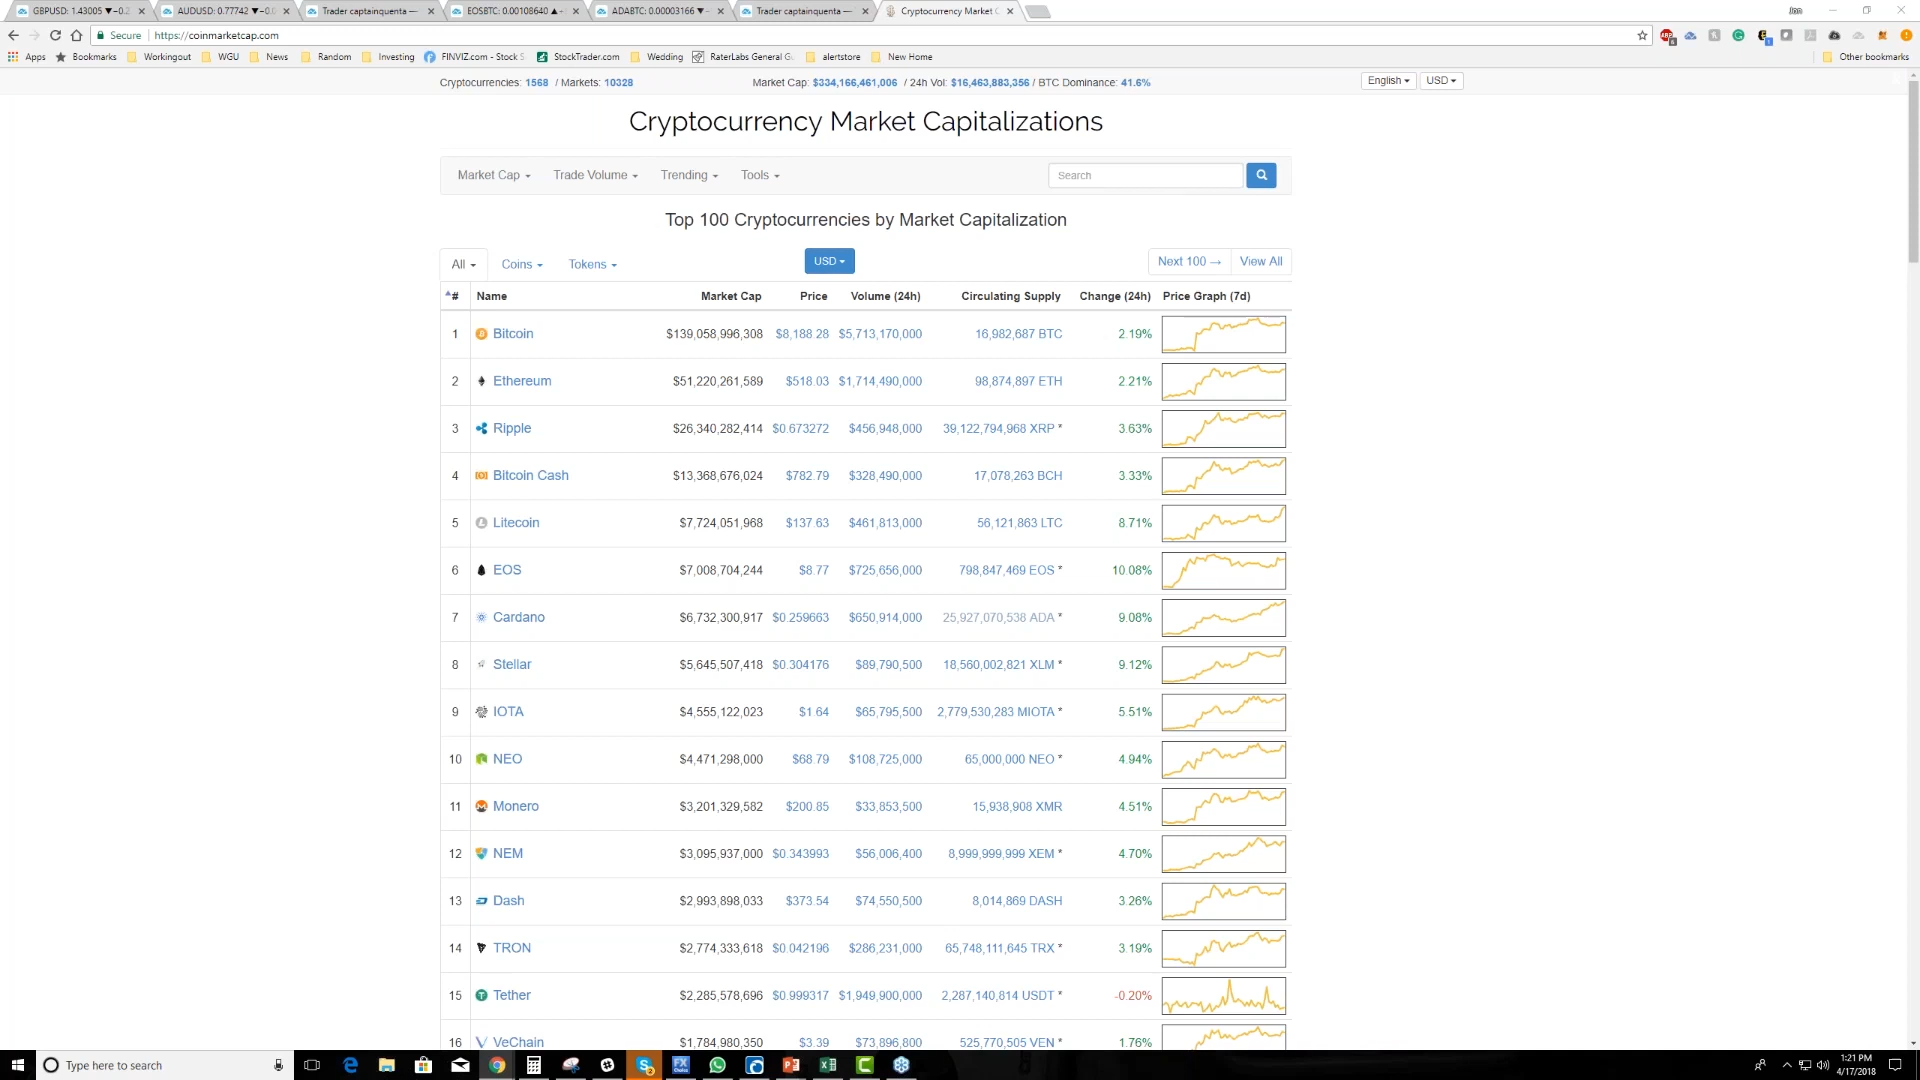 GBPUSD: 1.43005 ▼−0.2 AUDUSD: 0.77742 ▼−0.0 Trader captainquenta — EOSBTC: 0.00108640 ▲− ADABTC: 0.00003166 ▼− Trader captainquenta — Cryptocurrency Market C Jon
Secure https://coinmarketcap.com
Apps Bookmarks Workingout WGU News Random Investing FINVIZ.com - Stock S StockTrader.com Wedding RaterLabs General Gu alertstore New Home Other bookmarks
Cryptocurrencies: 1568 / Markets: 10328 Market Cap: $334,166,461,006 / 24h Vol: $16,463,883,356 / BTC Dominance: 41.6% English USD
Cryptocurrency Market Capitalizations
Market Cap Trade Volume Trending Tools Search
Top 100 Cryptocurrencies by Market Capitalization
All Coins Tokens USD Next 100 → View All
# Name Market Cap Price Volume (24h) Circulating Supply Change (24h) Price Graph (7d)
1 Bitcoin $139,058,996,308 $8,188.28 $5,713,170,000 16,982,687 BTC 2.19%
2 Ethereum $51,220,261,589 $518.03 $1,714,490,000 98,874,897 ETH 2.21%
3 Ripple $26,340,282,414 $0.673272 $456,948,000 39,122,794,968 XRP * 3.63%
4 Bitcoin Cash $13,368,676,024 $782.79 $328,490,000 17,078,263 BCH 3.33%
5 Litecoin $7,724,051,968 $137.63 $461,813,000 56,121,863 LTC 8.71%
6 EOS $7,008,704,244 $8.77 $725,656,000 798,847,469 EOS * 10.08%
7 Cardano $6,732,300,917 $0.259663 $650,914,000 25,927,070,538 ADA * 9.08%
8 Stellar $5,645,507,418 $0.304176 $89,790,500 18,560,002,821 XLM * 9.12%
9 IOTA $4,555,122,023 $1.64 $65,795,500 2,779,530,283 MIOTA * 5.51%
10 NEO $4,471,298,000 $68.79 $108,725,000 65,000,000 NEO * 4.94%
11 Monero $3,201,329,582 $200.85 $33,853,500 15,938,908 XMR 4.51%
12 NEM $3,095,937,000 $0.343993 $56,006,400 8,999,999,999 XEM * 4.70%
13 Dash $2,993,898,033 $373.54 $74,550,500 8,014,869 DASH 3.26%
14 TRON $2,774,333,618 $0.042196 $286,231,000 65,748,111,645 TRX * 3.19%
15 Tether $2,285,578,696 $0.999317 $1,949,900,000 2,287,140,814 USDT * -0.20%
16 VeChain $1,784,980,350 $3.39 $73,896,800 525,770,505 VEN * 1.76%
Type here to search 1:21 PM
4/17/2018